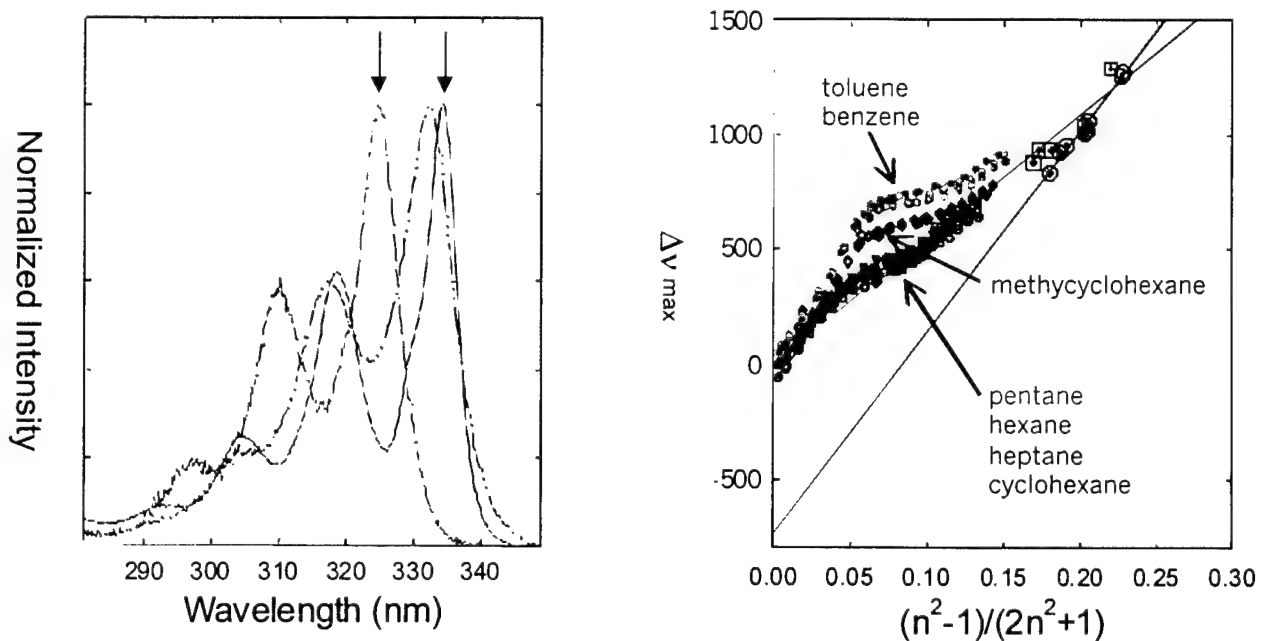 Normalized Intensity
290 300 310 320 330 340
Wavelength (nm)
1500
1000
500
0
-500
Δν max
toluene
benzene
methycyclohexane
pentane
hexane
heptane
cyclohexane
0.00 0.05 0.10 0.15 0.20 0.25 0.30
(n²-1)/(2n²+1)